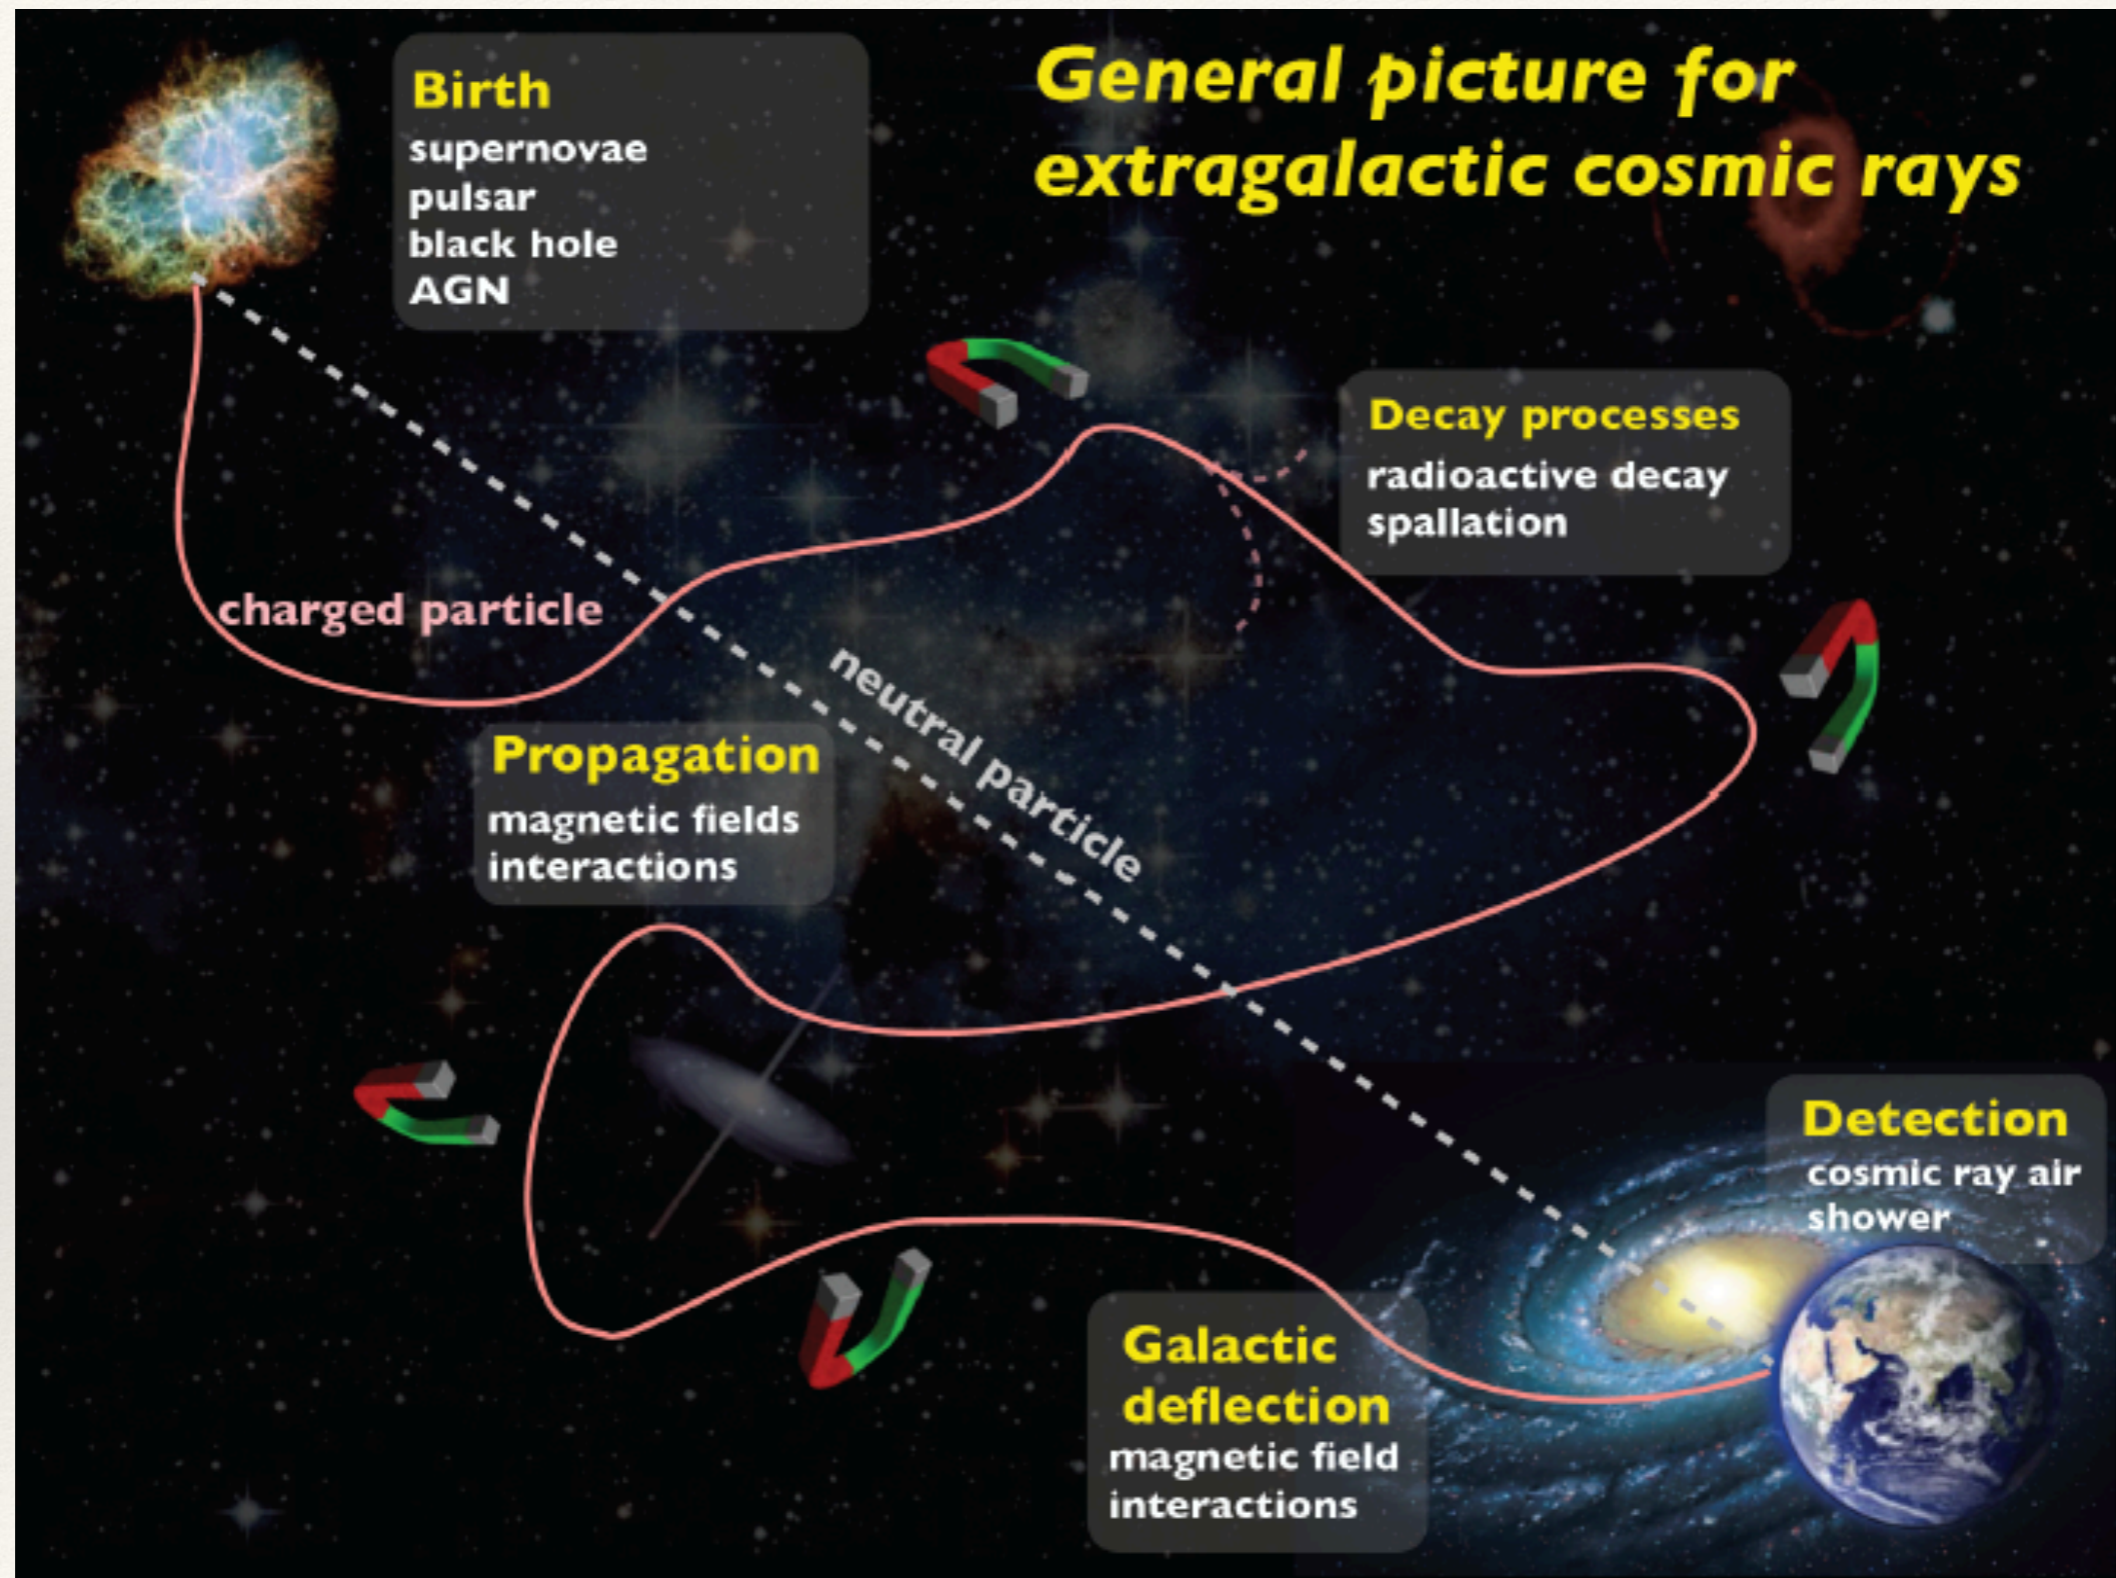 General picture for
extragalactic cosmic rays
Birth
supernovae
pulsar
black hole
AGN
Decay processes
radioactive decay
spallation
charged particle
neutral particle
Propagation
magnetic fields
interactions
Detection
cosmic ray air
shower
Galactic
deflection
magnetic field
interactions